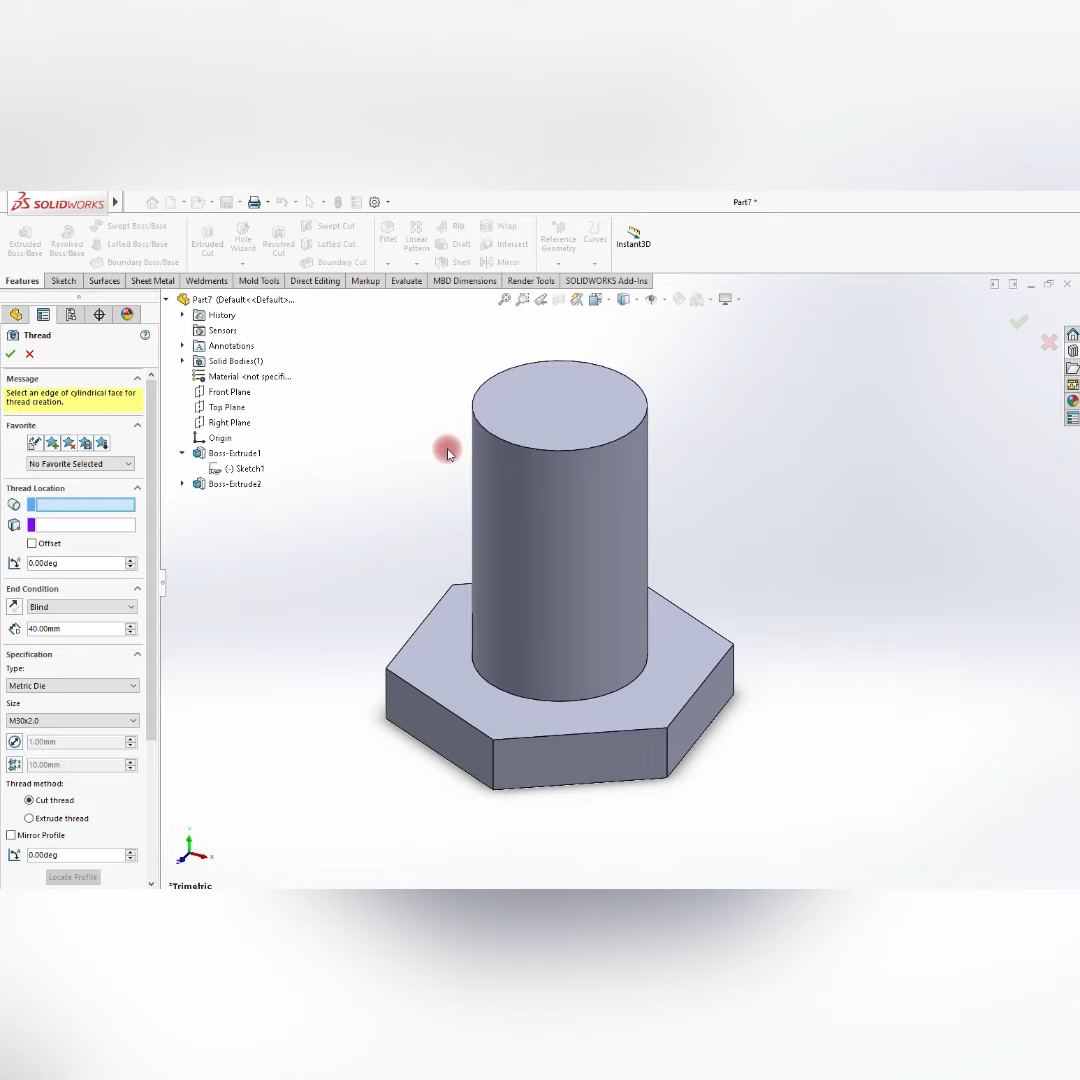 SOLIDWORKS
Part7 *
Extruded Boss/Base
Revolved Boss/Base
Swept Boss/Base
Lofted Boss/Base
Boundary Boss/Base
Extruded Cut
Hole Wizard
Revolved Cut
Swept Cut
Lofted Cut
Boundary Cut
Fillet
Linear Pattern
Rib
Draft
Shell
Wrap
Intersect
Mirror
Reference Geometry
Curves
Instant3D
Features Sketch Surfaces Sheet Metal Weldments Mold Tools Direct Editing Markup Evaluate MBD Dimensions Render Tools SOLIDWORKS Add-Ins
Thread
Message
Select an edge of cylindrical face for
thread creation.
Favorite
No Favorite Selected
Thread Location
Offset
0.00deg
End Condition
Blind
40.00mm
Specification
Type:
Metric Die
Size
M30x2.0
1.00mm
10.00mm
Thread method:
Cut thread
Extrude thread
Mirror Profile
0.00deg
Locate Profile
Part7 (Default<<Default>...
History
Sensors
Annotations
Solid Bodies(1)
Material <not specifi...
Front Plane
Top Plane
Right Plane
Origin
Boss-Extrude1
(-) Sketch1
Boss-Extrude2
*Trimetric